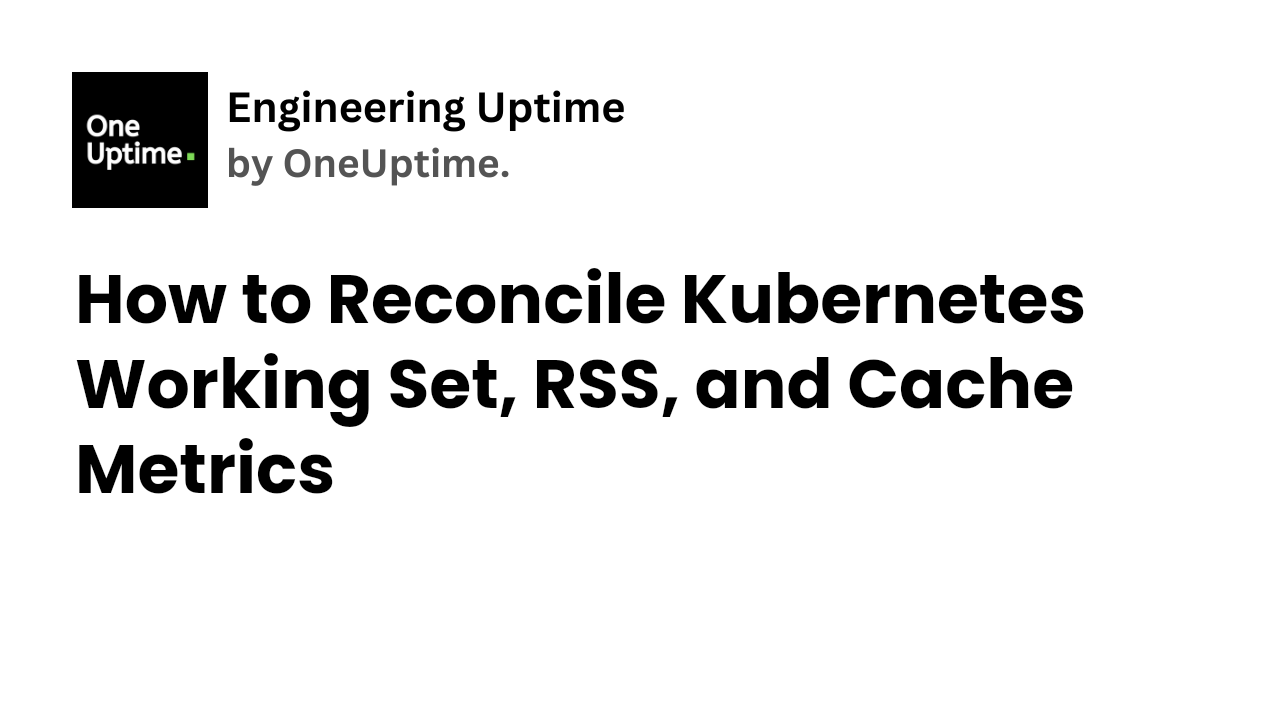 One
Uptime
Engineering Uptime
by OneUptime.
How to Reconcile Kubernetes
Working Set, RSS, and Cache
Metrics